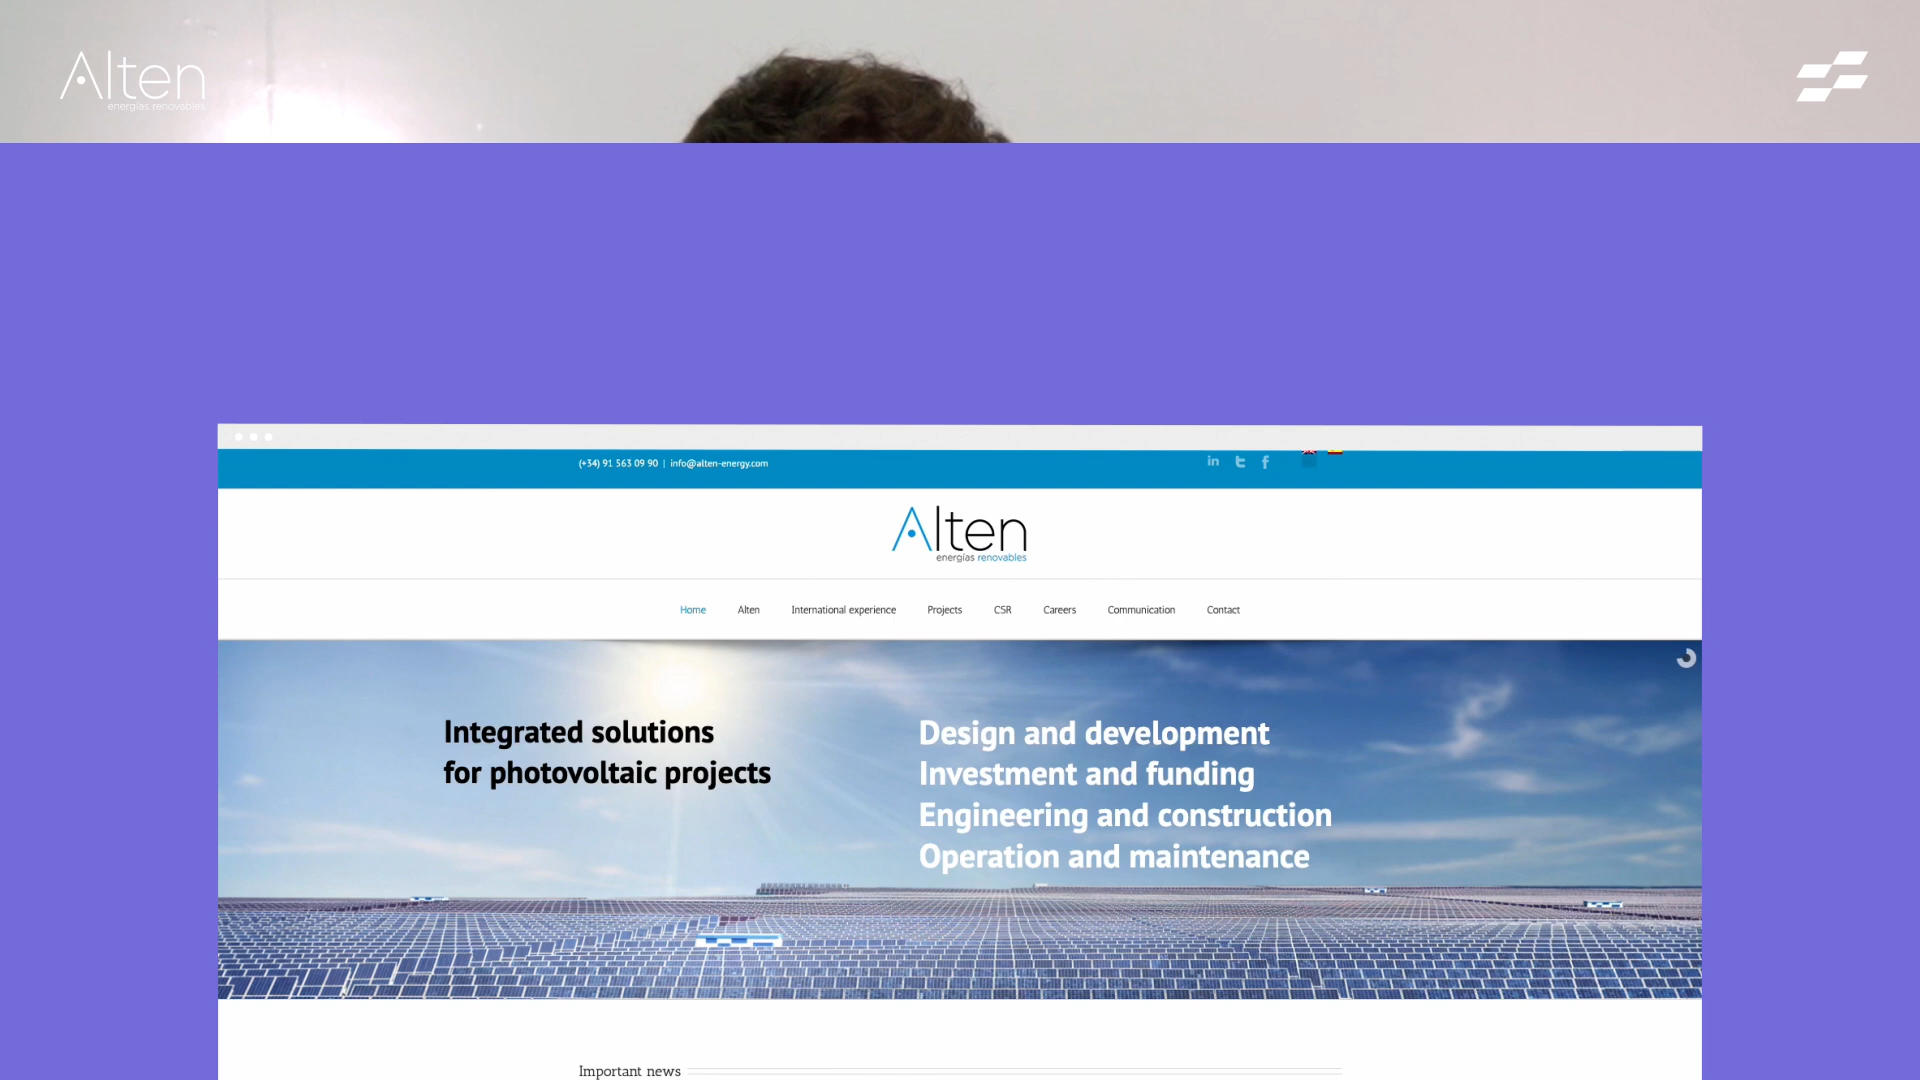 Alten
energías renovables
(+34) 91 563 09 90 | info@alten-energy.com
Alten
energías renovables
Home Alten International experience Projects CSR Careers Communication Contact
Integrated solutions
for photovoltaic projects
Design and development
Investment and funding
Engineering and construction
Operation and maintenance
Important news